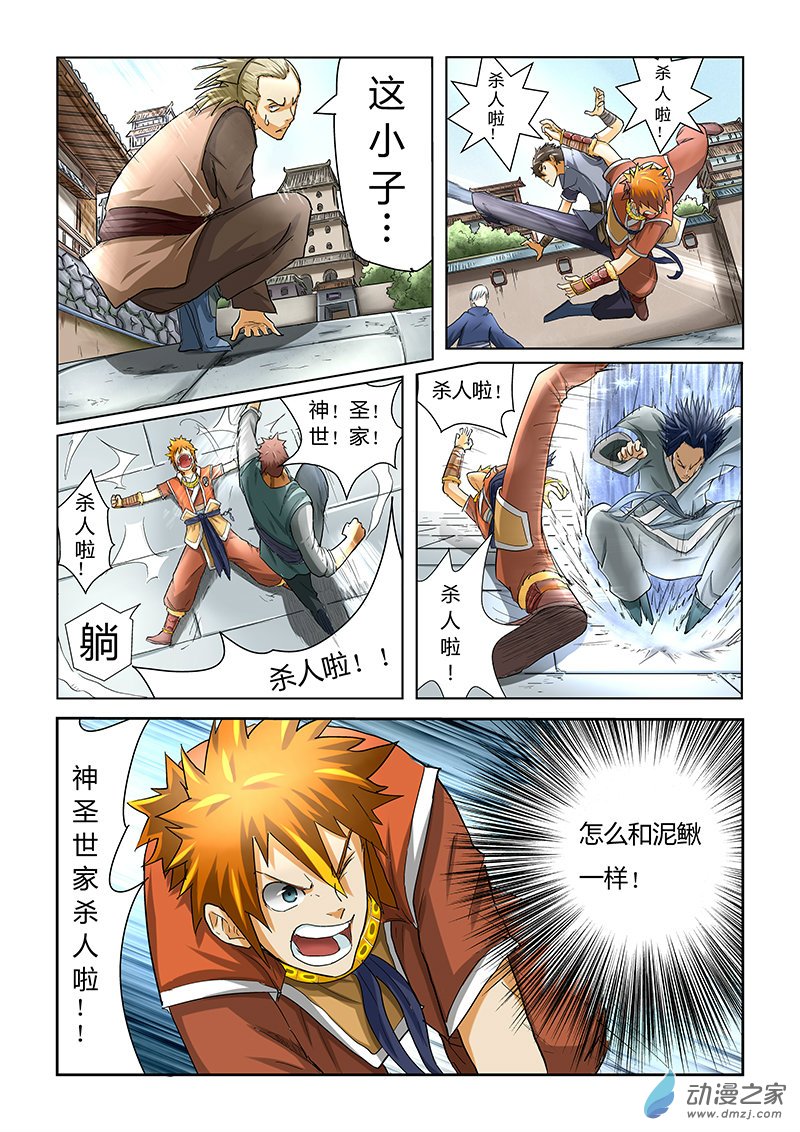 这小子…
杀人啦！
杀人啦！
神！圣！
世！家！
杀人啦！
躺
杀人啦！！
杀人啦！
杀人啦！
神圣世家杀人啦！！
怎么和泥鳅
一样！
动漫之家
www.dmzj.com